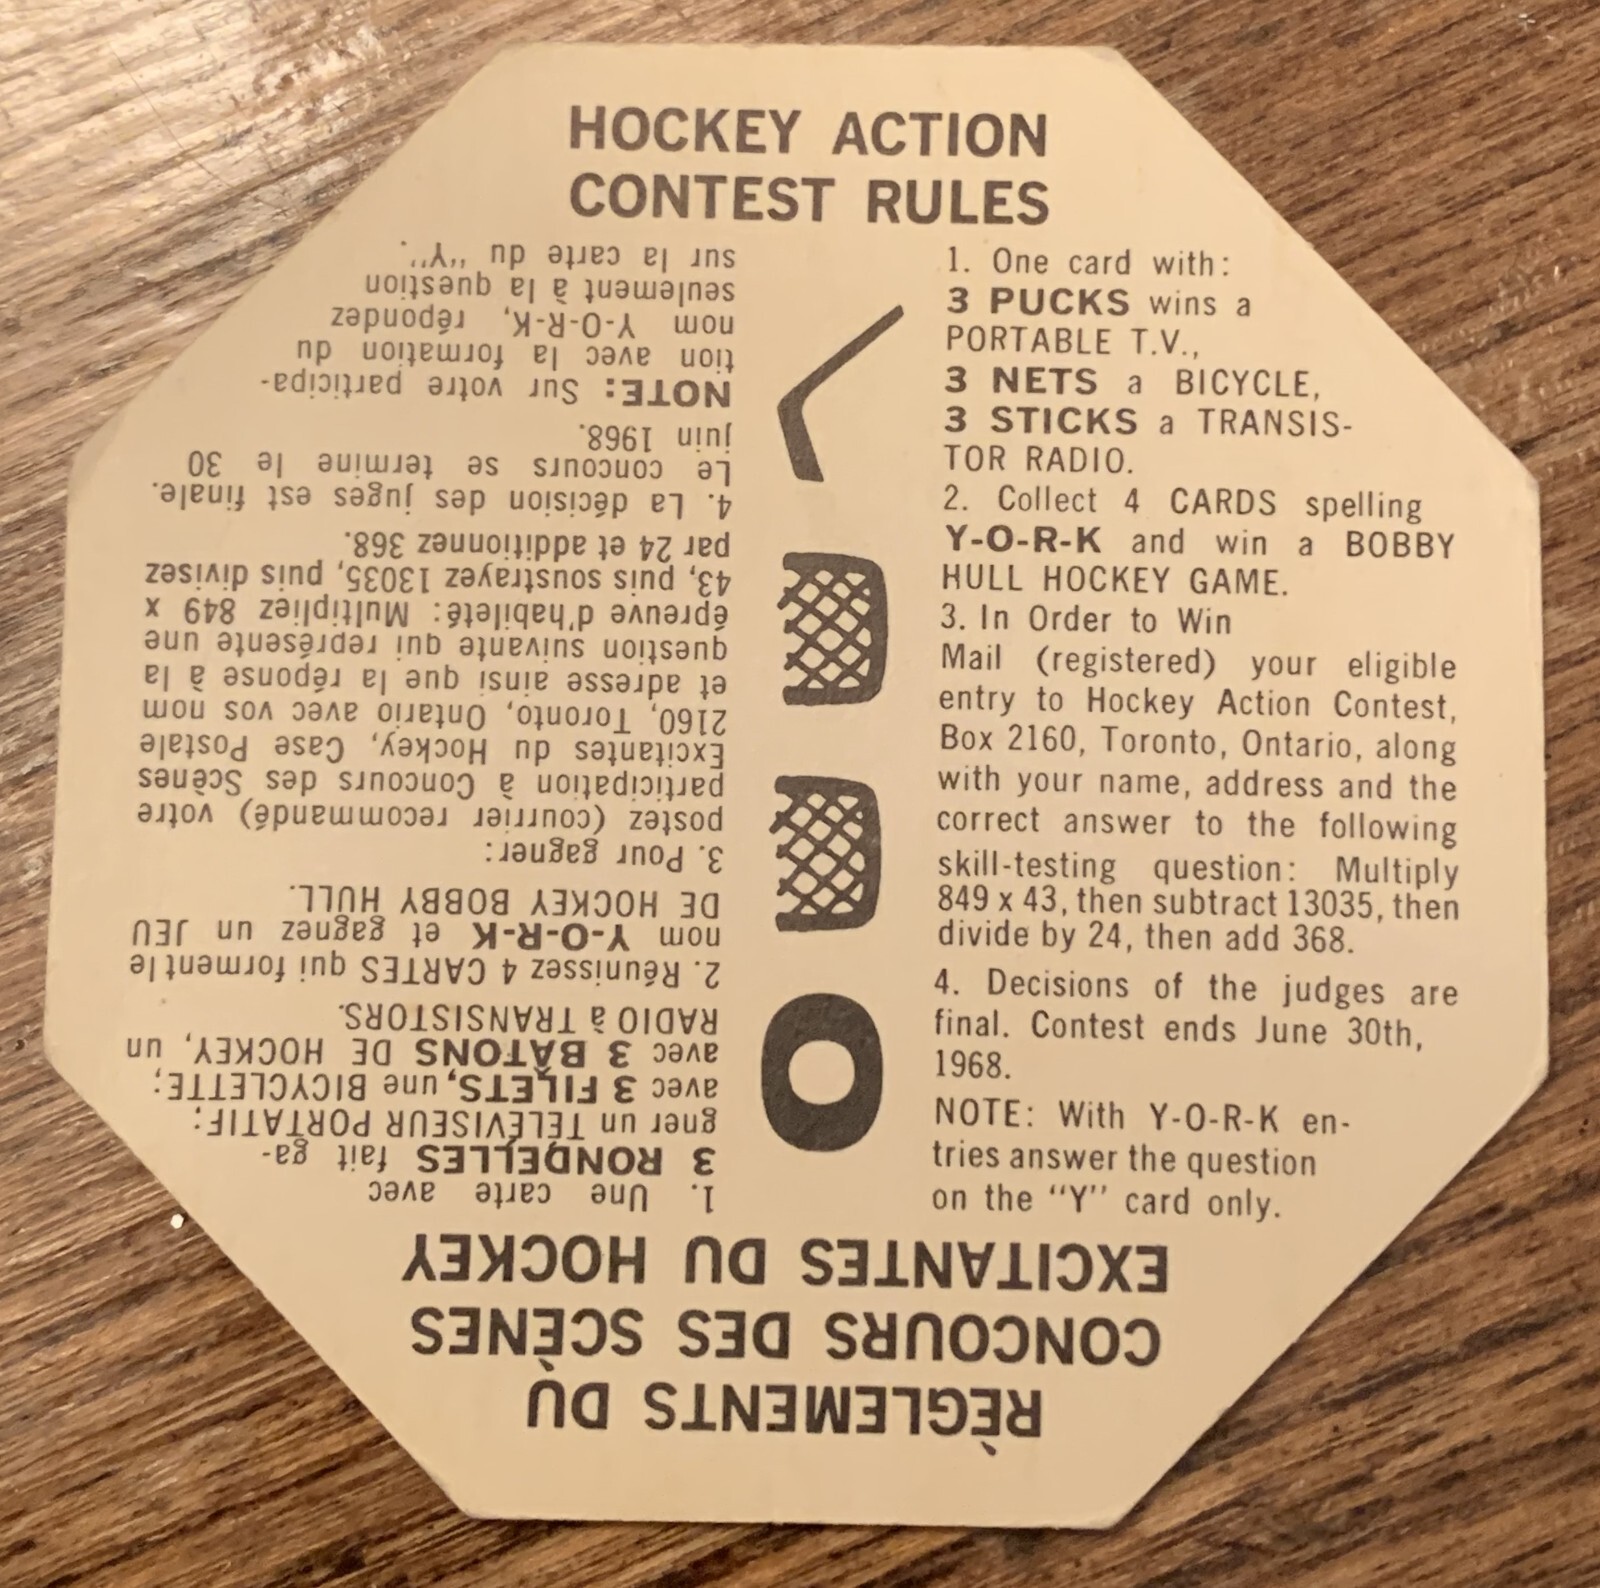 HOCKEY ACTION
CONTEST RULES
1. One card with:
3 PUCKS wins a
PORTABLE T.V.,
3 NETS a BICYCLE,
3 STICKS a TRANSIS-
TOR RADIO.
2. Collect 4 CARDS spelling
Y-O-R-K and win a BOBBY
HULL HOCKEY GAME.
3. In Order to Win
Mail (registered) your eligible
entry to Hockey Action Contest,
Box 2160, Toronto, Ontario, along
with your name, address and the
correct answer to the following
skill-testing question: Multiply
849 x 43, then subtract 13035, then
divide by 24, then add 368.
4. Decisions of the judges are
final. Contest ends June 30th,
1968.
NOTE: With Y-O-R-K en-
tries answer the question
on the "Y" card only.
RÈGLEMENTS DU
CONCOURS DES SCÈNES
EXCITANTES DU HOCKEY
1. Une carte avec
3 RONDELLES fait ga-
gner un TÉLÉVISEUR PORTATIF;
avec 3 FILETS, une BICYCLETTE;
avec 3 BÂTONS DE HOCKEY, un
RADIO à TRANSISTORS.
2. Réunissez 4 CARTES qui forment le
nom Y-O-R-K et gagnez un JEU
DE HOCKEY BOBBY HULL.
3. Pour gagner:
postez (courrier recommandé) votre
participation à Concours des Scènes
Excitantes du Hockey, Case Postale
2160, Toronto, Ontario avec vos nom
et adresse ainsi que la réponse à la
question suivante qui représente une
épreuve d'habileté: Multipliez 849 x
43, puis soustrayez 13035, puis divisez
par 24 et additionnez 368.
4. La décision des juges est finale.
Le concours se termine le 30
juin 1968.
NOTE: Sur votre participa-
tion avec la formation du
nom Y-O-R-K, répondez
seulement à la question
sur la carte du "Y".